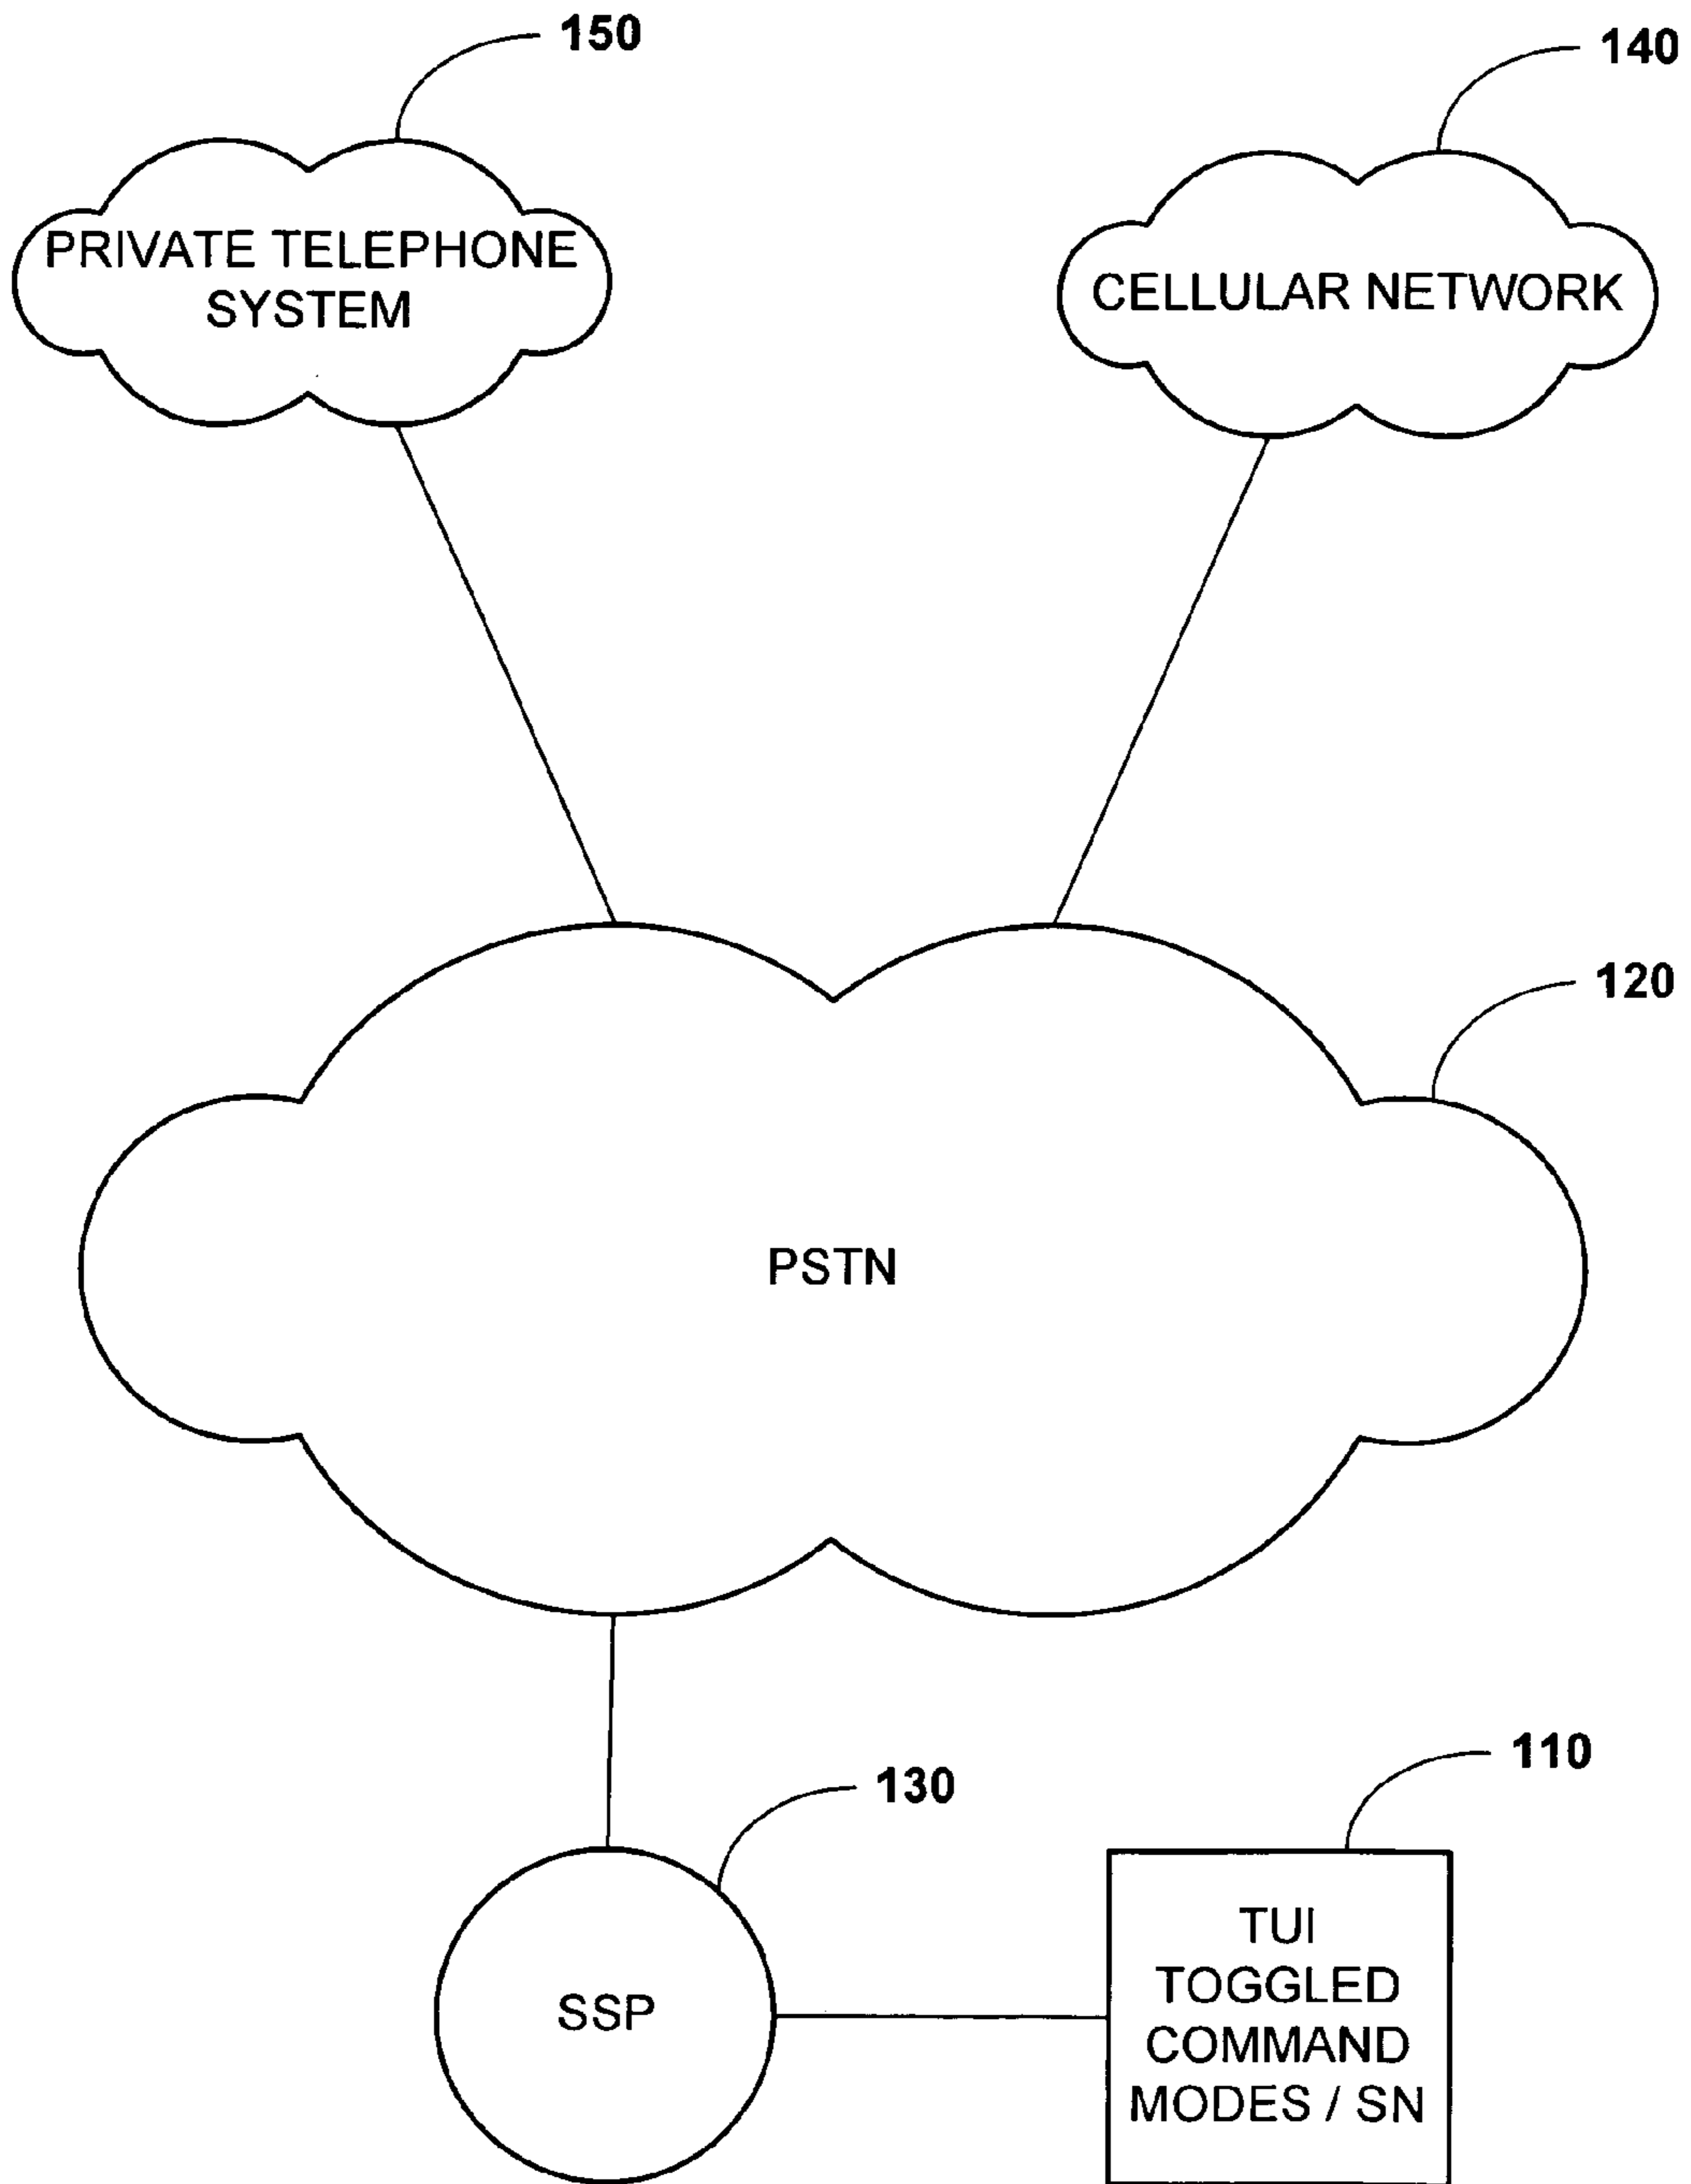 150
140
PRIVATE TELEPHONE
SYSTEM
CELLULAR NETWORK
120
PSTN
110
130
TUI
TOGGLED
COMMAND
MODES / SN
SSP